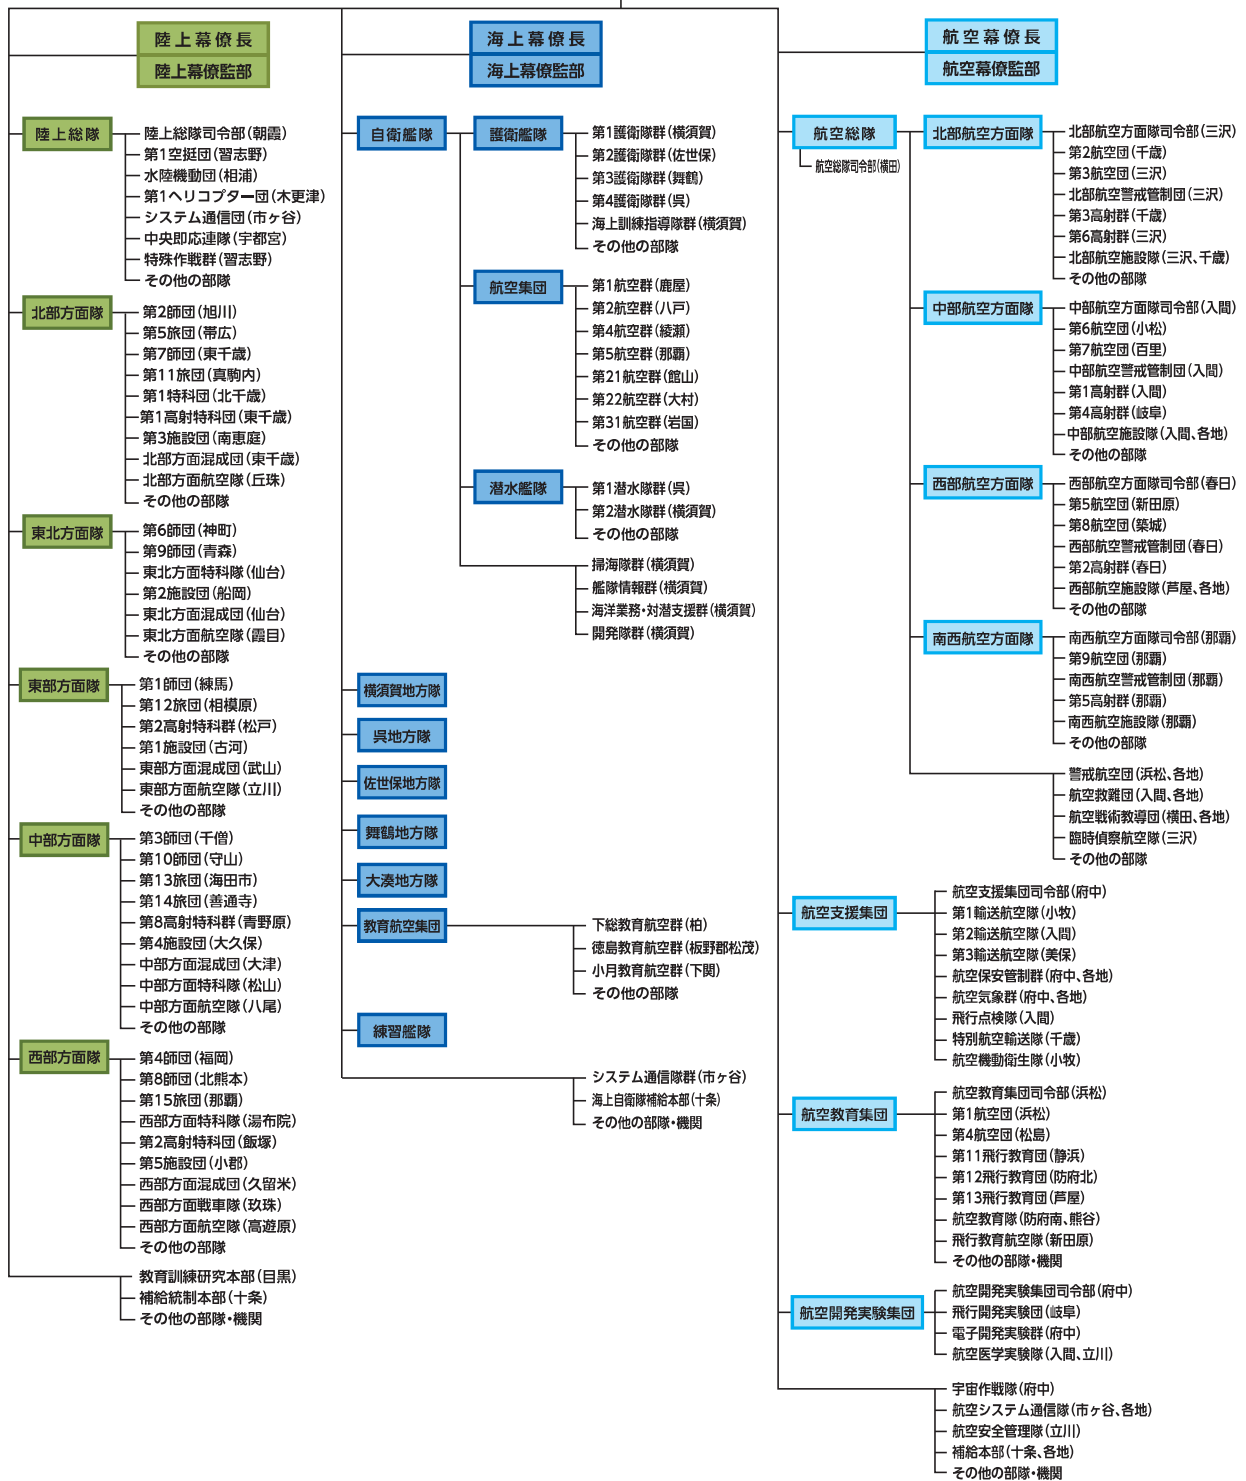 陸上幕僚長
陸上幕僚監部
陸上総隊
陸上総隊司令部（朝霞）
第1空挺団（習志野）
水陸機動団（相浦）
第1ヘリコプター団（木更津）
システム通信団（市ヶ谷）
中央即応連隊（宇都宮）
特殊作戦群（習志野）
その他の部隊
北部方面隊
第2師団（旭川）
第5旅団（帯広）
第7師団（東千歳）
第11旅団（真駒内）
第1特科団（北千歳）
第1高射特科団（東千歳）
第3施設団（南恵庭）
北部方面混成団（東千歳）
北部方面航空隊（丘珠）
その他の部隊
東北方面隊
第6師団（神町）
第9師団（青森）
東北方面特科隊（仙台）
第2施設団（船岡）
東北方面混成団（仙台）
東北方面航空隊（霞目）
その他の部隊
東部方面隊
第1師団（練馬）
第12旅団（相模原）
第2高射特科群（松戸）
第1施設団（古河）
東部方面混成団（武山）
東部方面航空隊（立川）
その他の部隊
中部方面隊
第3師団（千僧）
第10師団（守山）
第13旅団（海田市）
第14旅団（善通寺）
第8高射特科群（青野原）
第4施設団（大久保）
中部方面混成団（大津）
中部方面特科隊（松山）
中部方面航空隊（八尾）
その他の部隊
西部方面隊
第4師団（福岡）
第8師団（北熊本）
第15旅団（那覇）
西部方面特科隊（湯布院）
第2高射特科団（飯塚）
第5施設団（小郡）
西部方面混成団（久留米）
西部方面戦車隊（玖珠）
西部方面航空隊（高遊原）
その他の部隊
教育訓練研究本部（目黒）
補給統制本部（十条）
その他の部隊・機関
海上幕僚長
海上幕僚監部
自衛艦隊
護衛艦隊
第1護衛隊群（横須賀）
第2護衛隊群（佐世保）
第3護衛隊群（舞鶴）
第4護衛隊群（呉）
海上訓練指導隊群（横須賀）
その他の部隊
航空集団
第1航空群（鹿屋）
第2航空群（八戸）
第4航空群（綾瀬）
第5航空群（那覇）
第21航空群（館山）
第22航空群（大村）
第31航空群（岩国）
その他の部隊
潜水艦隊
第1潜水隊群（呉）
第2潜水隊群（横須賀）
その他の部隊
掃海隊群（横須賀）
艦隊情報群（横須賀）
海洋業務・対潜支援群（横須賀）
開発隊群（横須賀）
横須賀地方隊
呉地方隊
佐世保地方隊
舞鶴地方隊
大湊地方隊
教育航空集団
下総教育航空群（柏）
徳島教育航空群（板野郡松茂）
小月教育航空群（下関）
その他の部隊
練習艦隊
システム通信隊群（市ヶ谷）
海上自衛隊補給本部（十条）
その他の部隊・機関
航空幕僚長
航空幕僚監部
航空総隊
航空総隊司令部（横田）
北部航空方面隊
北部航空方面隊司令部（三沢）
第2航空団（千歳）
第3航空団（三沢）
北部航空警戒管制団（三沢）
第3高射群（千歳）
第6高射群（三沢）
北部航空施設隊（三沢、千歳）
その他の部隊
中部航空方面隊
中部航空方面隊司令部（入間）
第6航空団（小松）
第7航空団（百里）
中部航空警戒管制団（入間）
第1高射群（入間）
第4高射群（岐阜）
中部航空施設隊（入間、各地）
その他の部隊
西部航空方面隊
西部航空方面隊司令部（春日）
第5航空団（新田原）
第8航空団（築城）
西部航空警戒管制団（春日）
第2高射群（春日）
西部航空施設隊（芦屋、各地）
その他の部隊
南西航空方面隊
南西航空方面隊司令部（那覇）
第9航空団（那覇）
南西航空警戒管制団（那覇）
第5高射群（那覇）
南西航空施設隊（那覇）
その他の部隊
警戒航空団（浜松、各地）
航空救難団（入間、各地）
航空戦術教導団（横田、各地）
臨時偵察航空隊（三沢）
その他の部隊
航空支援集団
航空支援集団司令部（府中）
第1輸送航空隊（小牧）
第2輸送航空隊（入間）
第3輸送航空隊（美保）
航空保安管制群（府中、各地）
航空気象群（府中、各地）
飛行点検隊（入間）
特別航空輸送隊（千歳）
航空機動衛生隊（小牧）
航空教育集団
航空教育集団司令部（浜松）
第1航空団（浜松）
第4航空団（松島）
第11飛行教育団（静浜）
第12飛行教育団（防府北）
第13飛行教育団（芦屋）
航空教育隊（防府南、熊谷）
飛行教育航空隊（新田原）
その他の部隊・機関
航空開発実験集団
航空開発実験集団司令部（府中）
飛行開発実験団（岐阜）
電子開発実験群（府中）
航空医学実験隊（入間、立川）
宇宙作戦隊（府中）
航空システム通信隊（市ヶ谷、各地）
航空安全管理隊（立川）
補給本部（十条、各地）
その他の部隊・機関